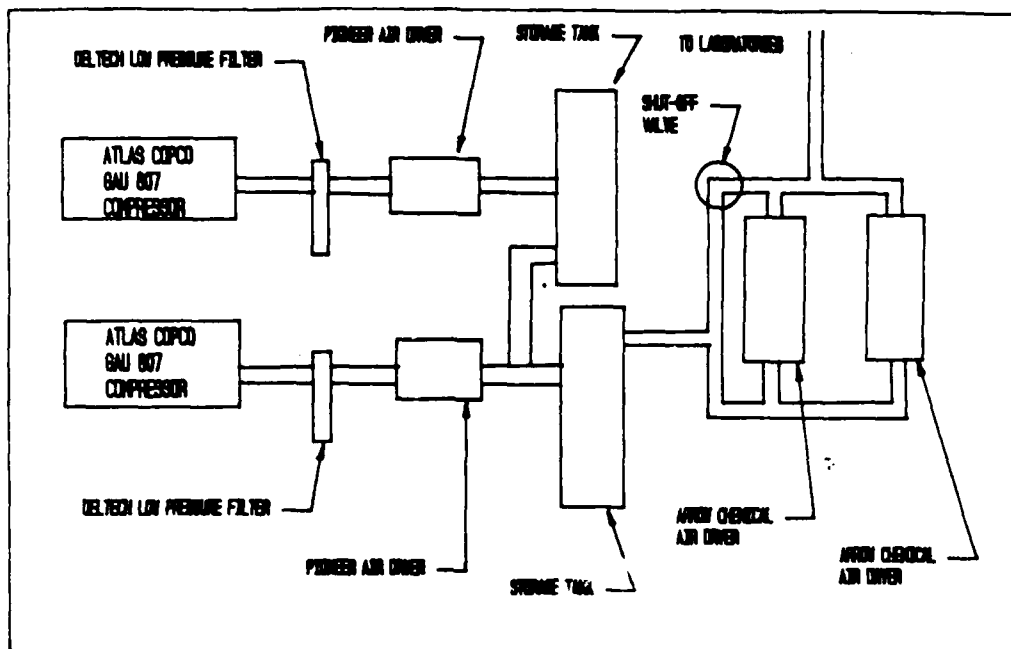 PIONEER AIR DRIER
STORAGE TANK
DELTECH LOW PRESSURE FILTER
TO LABORATORIES
SHUT-OFF
VALVE
ATLAS COPCO
GAU 807
COMPRESSOR
ATLAS COPCO
GAU 807
COMPRESSOR
DELTECH LOW PRESSURE FILTER
PIONEER AIR DRIER
STORAGE TANK
ARROW CHEMICAL
AIR DRYER
ARROW CHEMICAL
AIR DRYER